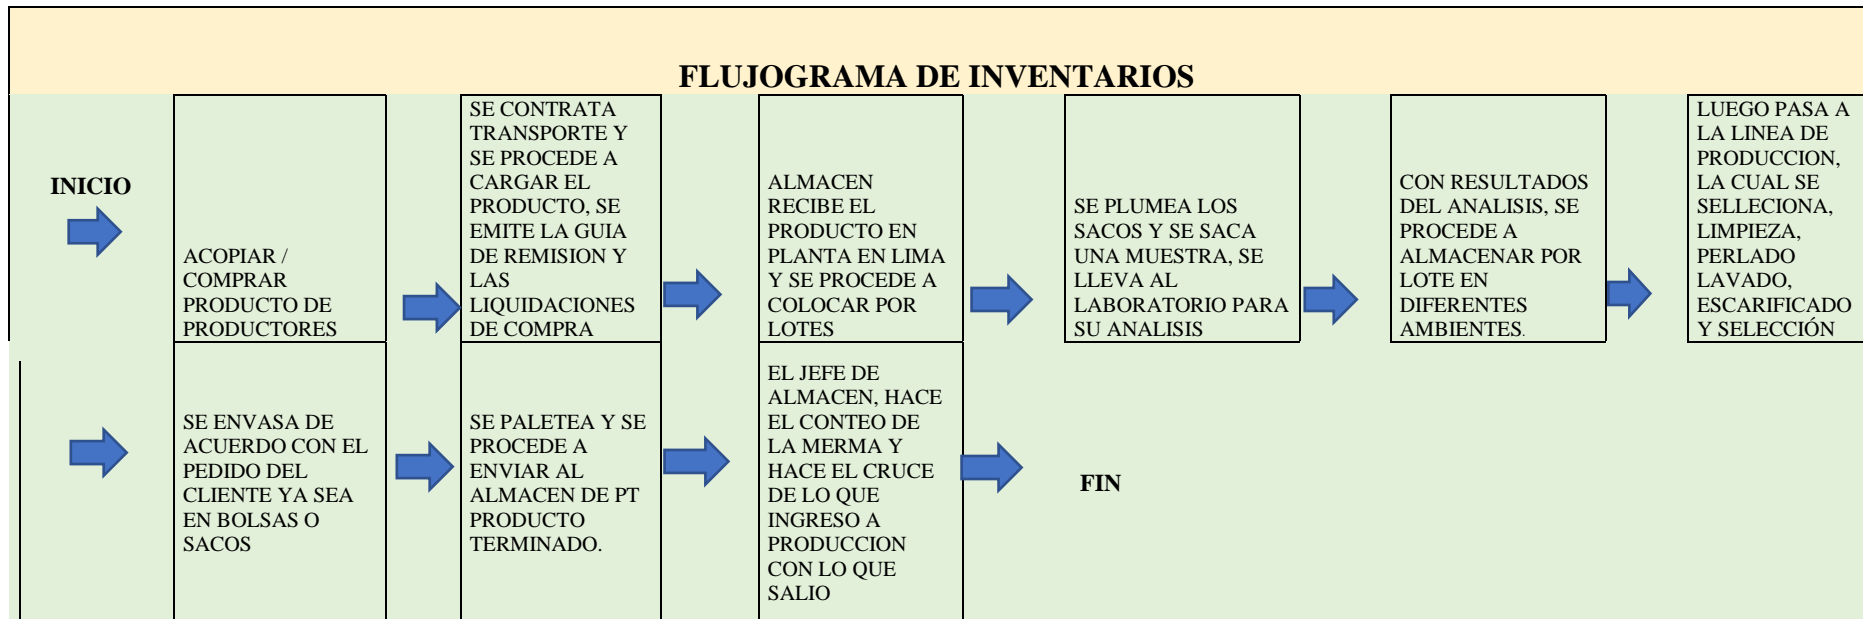 FLUJOGRAMA DE INVENTARIOS
INICIO
ACOPIAR /
COMPRAR
PRODUCTO DE
PRODUCTORES
SE CONTRATA
TRANSPORTE Y
SE PROCEDE A
CARGAR EL
PRODUCTO, SE
EMITE LA GUIA
DE REMISION Y
LAS
LIQUIDACIONES
DE COMPRA
ALMACEN
RECIBE EL
PRODUCTO EN
PLANTA EN LIMA
Y SE PROCEDE A
COLOCAR POR
LOTES
SE PLUMEA LOS
SACOS Y SE SACA
UNA MUESTRA, SE
LLEVA AL
LABORATORIO PARA
SU ANALISIS
CON RESULTADOS
DEL ANALISIS, SE
PROCEDE A
ALMACENAR POR
LOTE EN
DIFERENTES
AMBIENTES.
LUEGO PASA A
LA LINEA DE
PRODUCCION,
LA CUAL SE
SELLECIONA,
LIMPIEZA,
PERLADO
LAVADO,
ESCARIFICADO
Y SELECCIÓN
SE ENVASA DE
ACUERDO CON EL
PEDIDO DEL
CLIENTE YA SEA
EN BOLSAS O
SACOS
SE PALETEA Y SE
PROCEDE A
ENVIAR AL
ALMACEN DE PT
PRODUCTO
TERMINADO.
EL JEFE DE
ALMACEN, HACE
EL CONTEO DE
LA MERMA Y
HACE EL CRUCE
DE LO QUE
INGRESO A
PRODUCCION
CON LO QUE
SALIO
FIN